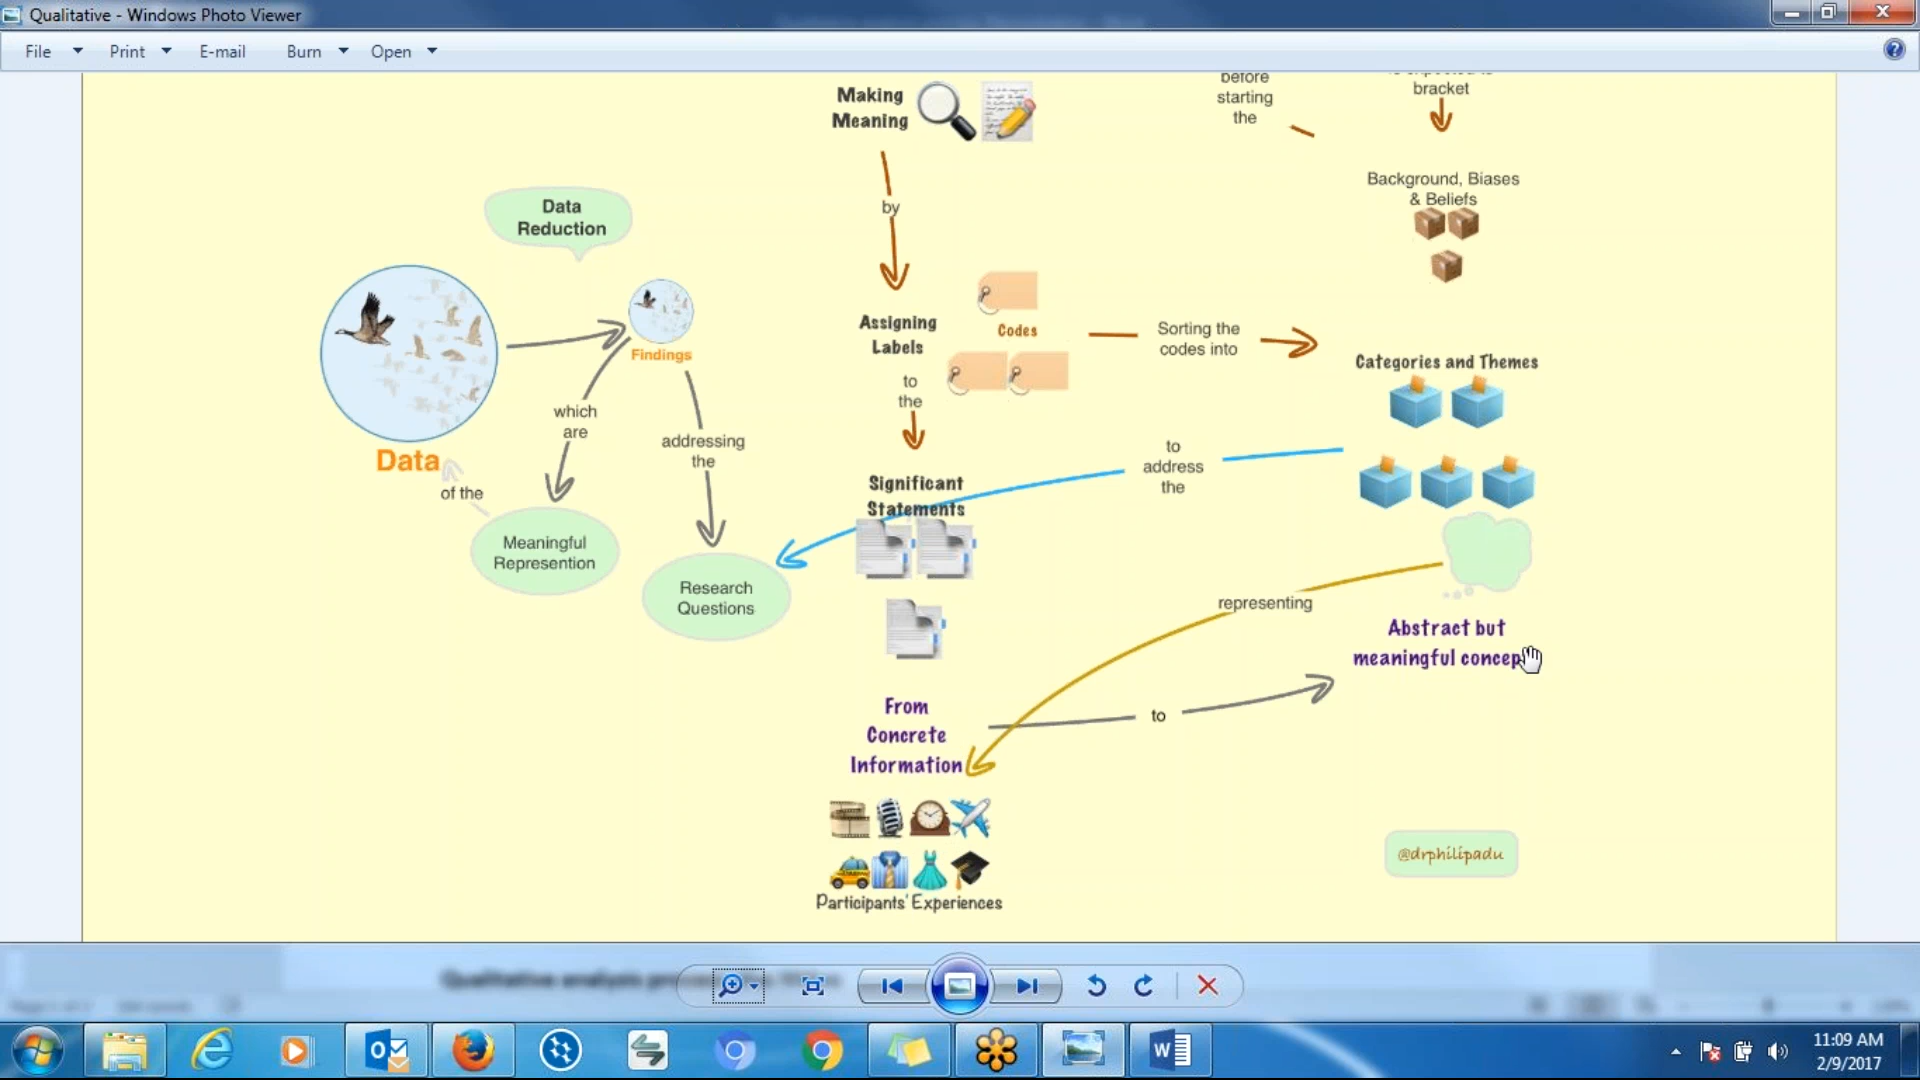 Qualitative - Windows Photo Viewer
File
Print
E-mail
Burn
Open
Making
Meaning
before
starting
the
bracket
by
Background, Biases
& Beliefs
Data
Reduction
Findings
Assigning
Labels
Codes
Sorting the
codes into
Categories and Themes
to
the
which
are
addressing
the
Data
of the
to
address
the
Significant
Statements
Meaningful
Represention
Research
Questions
representing
Abstract but
meaningful concep
From
Concrete
Information
to
Participants' Experiences
@drphilipadu
Qualitative analysis
11:09 AM
2/9/2017